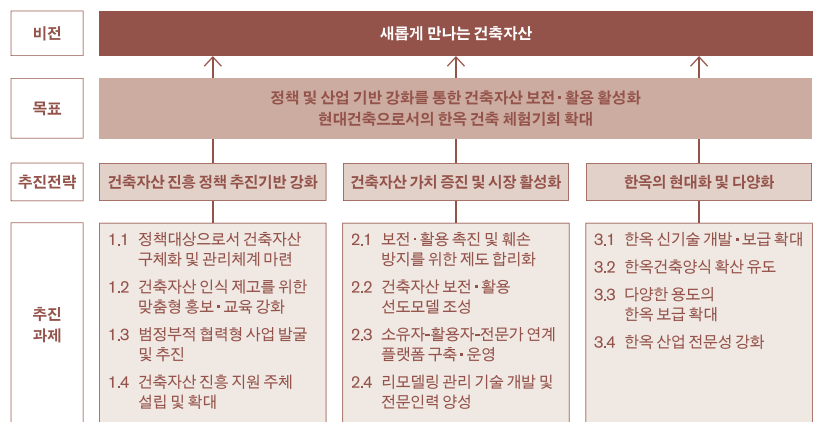 비전
새롭게 만나는 건축자산
목표
정책 및 산업 기반 강화를 통한 건축자산 보전·활용 활성화
현대건축으로서의 한옥 건축 체험기회 확대
추진전략
건축자산 진흥 정책 추진기반 강화
건축자산 가치 증진 및 시장 활성화
한옥의 현대화 및 다양화
추진
과제
1.1 정책대상으로서 건축자산
구체화 및 관리체계 마련
1.2 건축자산 인식 제고를 위한
맞춤형 홍보·교육 강화
1.3 범정부적 협력형 사업 발굴
및 추진
1.4 건축자산 진흥 지원 주체
설립 및 확대
2.1 보전·활용 촉진 및 훼손
방지를 위한 제도 합리화
2.2 건축자산 보전·활용
선도모델 조성
2.3 소유자-활용자-전문가 연계
플랫폼 구축·운영
2.4 리모델링 관리 기술 개발 및
전문인력 양성
3.1 한옥 신기술 개발·보급 확대
3.2 한옥건축양식 확산 유도
3.3 다양한 용도의
한옥 보급 확대
3.4 한옥 산업 전문성 강화